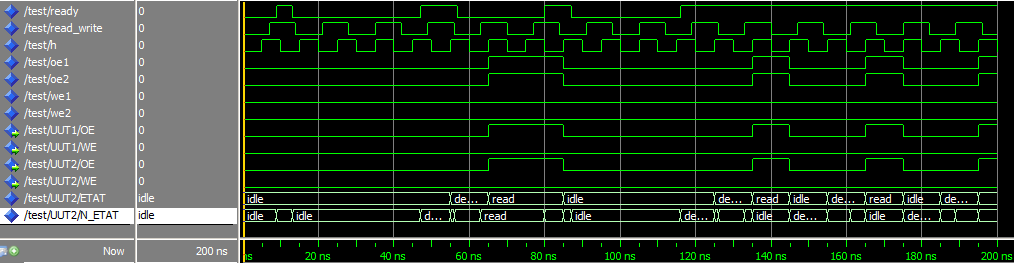 /test/ready 0
/test/read_write 0
/test/h 0
/test/oe1 0
/test/oe2 0
/test/we1 0
/test/we2 0
/test/UUT1/OE 0
/test/UUT1/WE 0
/test/UUT2/OE 0
/test/UUT2/WE 0
/test/UUT2/ETAT idle idle de... read idle de... read idle de... read idle de...
/test/UUT2/N_ETAT idle idle idle d... read idle de... idle de... idle de...
Now 200 ns ns 20 ns 40 ns 60 ns 80 ns 100 ns 120 ns 140 ns 160 ns 180 ns 200 ns